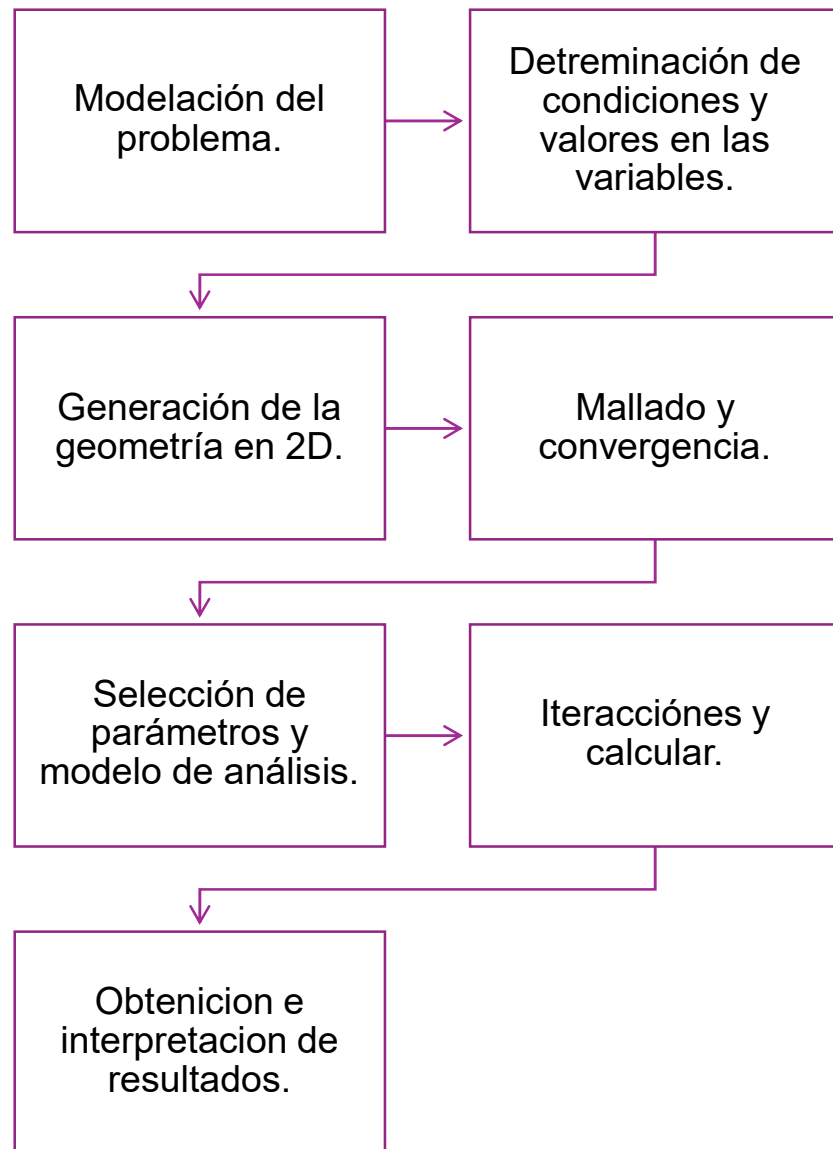 Modelación del
problema.
Detreminación de
condiciones y
valores en las
variables.
Generación de la
geometría en 2D.
Mallado y
convergencia.
Selección de
parámetros y
modelo de análisis.
Iteracciónes y
calcular.
Obtenicion e
interpretacion de
resultados.